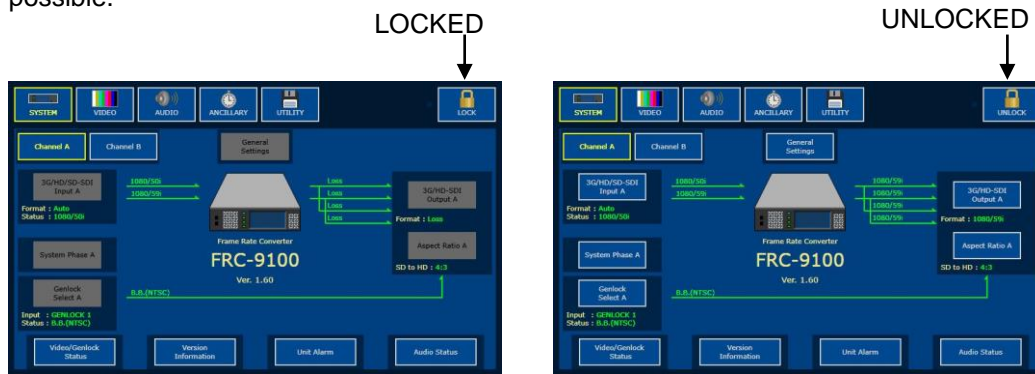 possible.
LOCKED
UNLOCKED
SYSTEM VIDEO AUDIO ANCILLARY UTILITY LOCK
Channel A Channel B General Settings
3G/HD/SD-SDI Input A
1080/50i
1080/59i
Format : Auto
Status : 1080/50i
Loss
Loss
Loss
Loss
3G/HD-SDI Output A
Format : Loss
System Phase A
Frame Rate Converter
FRC-9100
Ver. 1.60
Aspect Ratio A
SD to HD : 4:3
Genlock Select A
B.B.(NTSC)
Input : GENLOCK 1
Status : B.B.(NTSC)
Video/Genlock Status
Version Information
Unit Alarm
Audio Status
SYSTEM VIDEO AUDIO ANCILLARY UTILITY UNLOCK
Channel A Channel B General Settings
3G/HD/SD-SDI Input A
1080/50i
1080/59i
Format : Auto
Status : 1080/50i
1080/59i
1080/59i
1080/59i
1080/59i
3G/HD-SDI Output A
Format : 1080/59i
System Phase A
Frame Rate Converter
FRC-9100
Ver. 1.60
Aspect Ratio A
SD to HD : 4:3
Genlock Select A
B.B.(NTSC)
Input : GENLOCK 1
Status : B.B.(NTSC)
Video/Genlock Status
Version Information
Unit Alarm
Audio Status